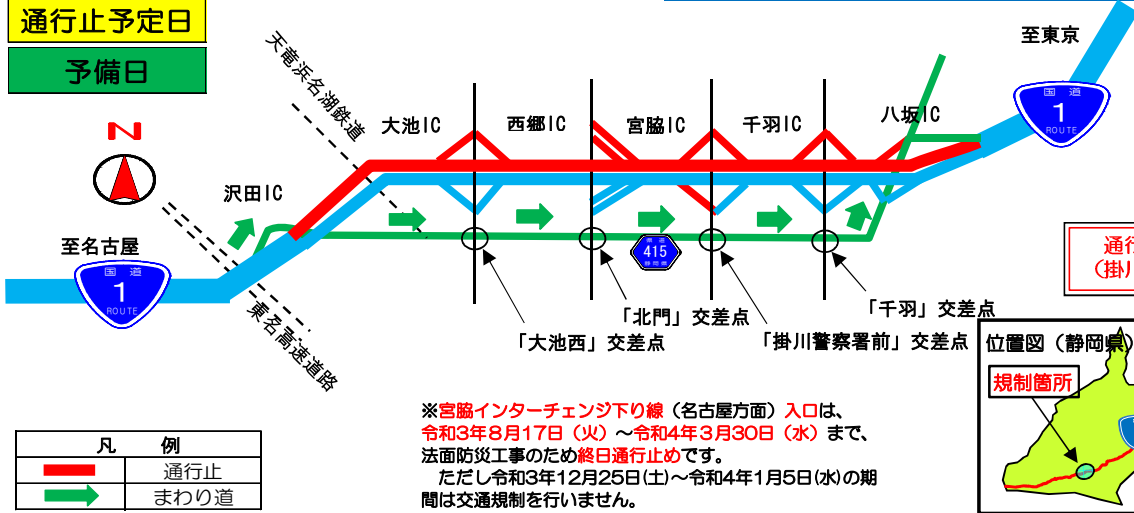 通行止予定日
予備日
至東京
国道
1
ROUTE
天竜浜名湖鉄道
大池IC
西郷IC
宮脇IC
千羽IC
八坂IC
N
沢田IC
至名古屋
国道
1
ROUTE
東名高速道路
県道
415
静岡県
「大池西」交差点
「北門」交差点
「掛川警察署前」交差点
「千羽」交差点
通行
（掛川
位置図（静岡県）
規制箇所
※宮脇インターチェンジ下り線（名古屋方面）入口は、
令和3年8月17日（火）～令和4年3月30日（水）まで、
法面防災工事のため終日通行止めです。
ただし令和3年12月25日(土)～令和4年1月5日(水)の期
間は交通規制を行いません。
凡 例
通行止
まわり道